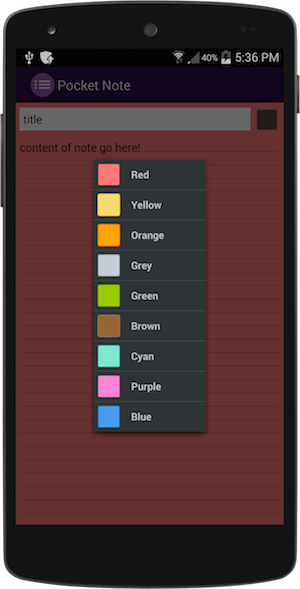 40% 5:36 PM
Pocket Note
title
content of note go here!
Red
Yellow
Orange
Grey
Green
Brown
Cyan
Purple
Blue